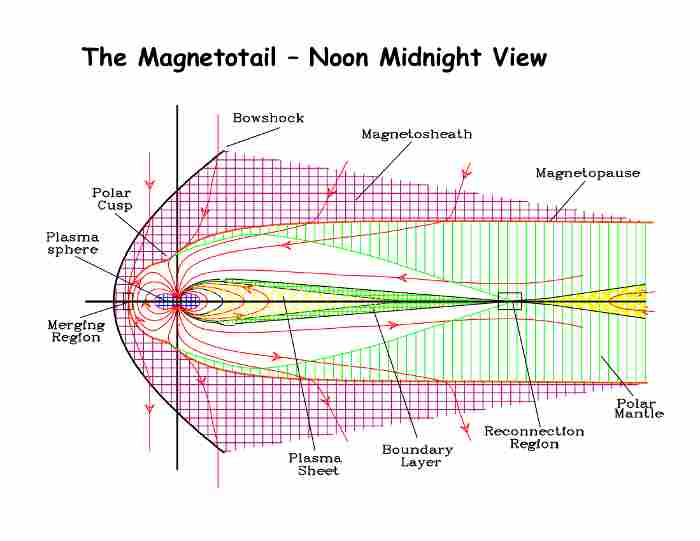 The Magnetotail – Noon Midnight View
Bowshock
Magnetosheath
Magnetopause
Polar
Cusp
Plasma
sphere
Merging
Region
Plasma
Sheet
Boundary
Layer
Reconnection
Region
Polar
Mantle